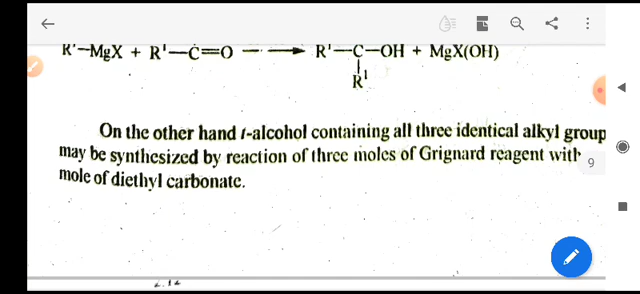 R'—MgX + R'—C=O ——→ R'—C—OH + MgX(OH)
R'
On the other hand t-alcohol containing all three identical alkyl group
may be synthesized by reaction of three moles of Grignard reagent with
mole of diethyl carbonate.
9